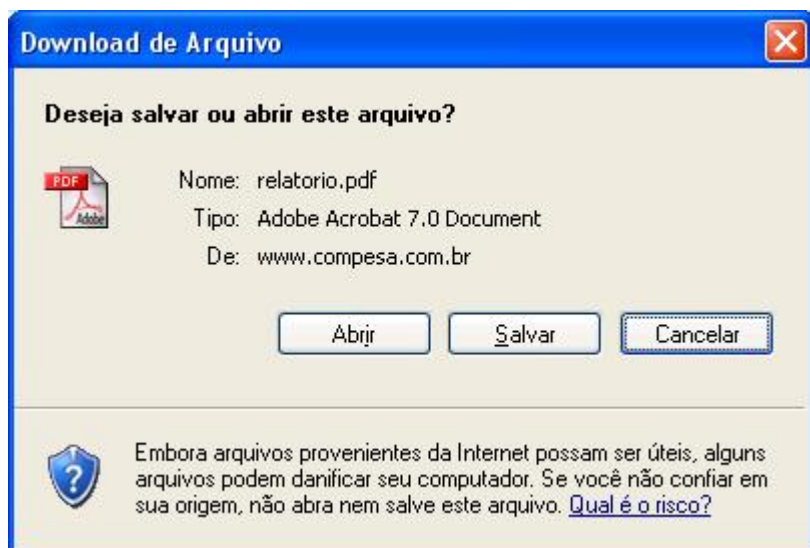 Download de Arquivo
Deseja salvar ou abrir este arquivo?
PDF
Adobe
Nome: relatorio.pdf
Tipo: Adobe Acrobat 7.0 Document
De: www.compesa.com.br
Abrir Salvar Cancelar
Embora arquivos provenientes da Internet possam ser úteis, alguns
arquivos podem danificar seu computador. Se você não confiar em
sua origem, não abra nem salve este arquivo. Qual é o risco?